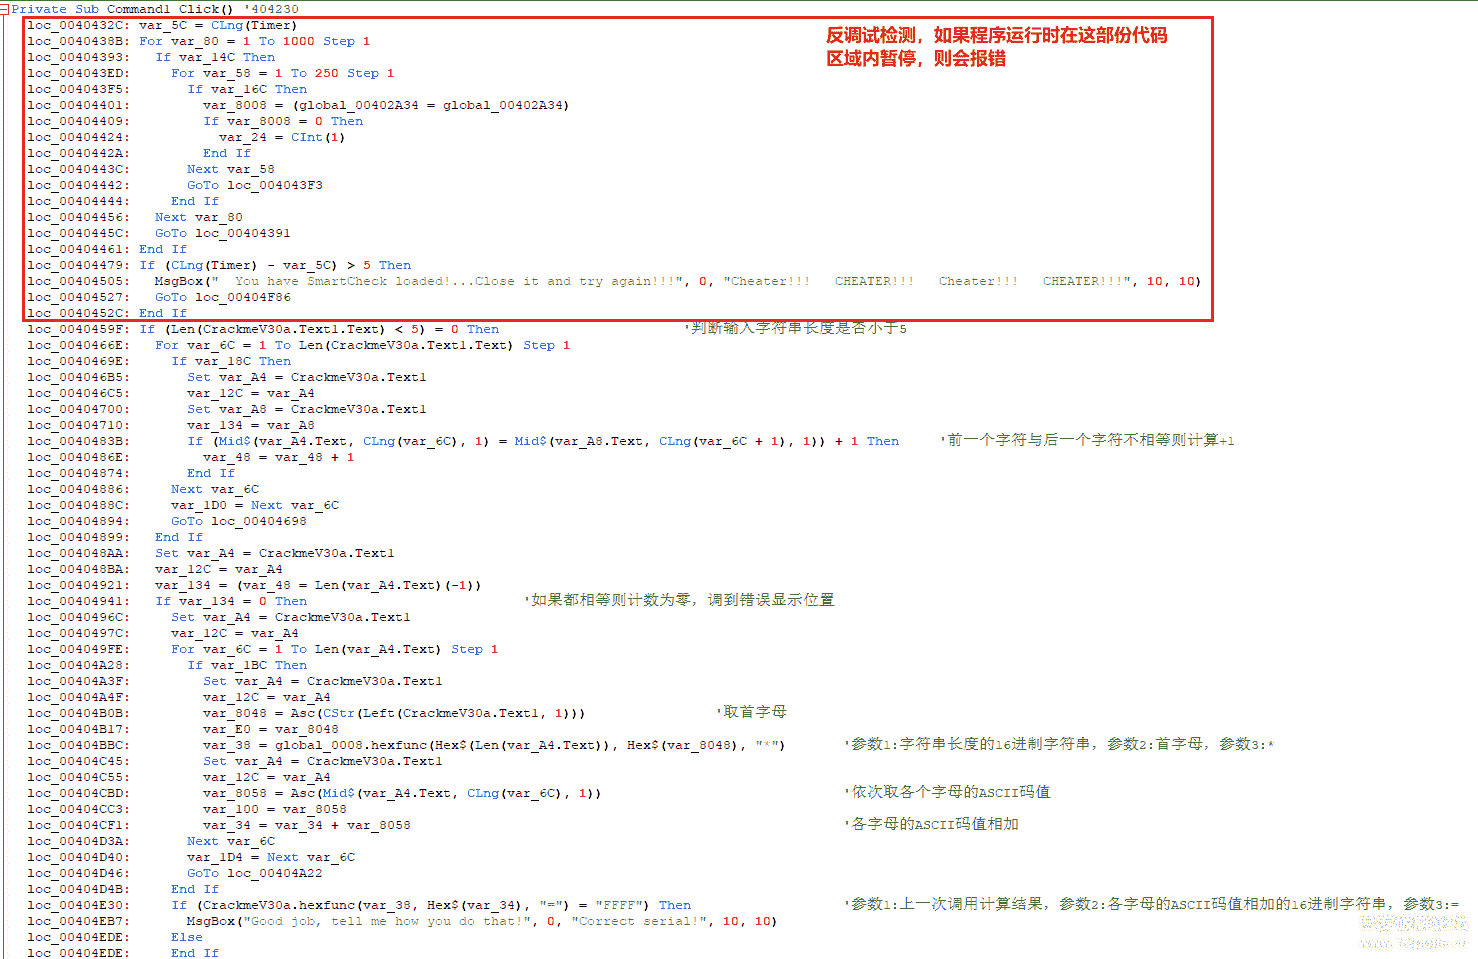 Private Sub Command1_Click() '404230
loc_0040432C: var_5C = CLng(Timer)
loc_0040438B: For var_80 = 1 To 1000 Step 1
loc_00404393: If var_14C Then
loc_004043ED: For var_58 = 1 To 250 Step 1
loc_004043F5: If var_16C Then
loc_00404401: var_8008 = (global_00402A34 = global_00402A34)
loc_00404409: If var_8008 = 0 Then
loc_00404424: var_24 = CInt(1)
loc_0040442A: End If
loc_0040443C: Next var_58
loc_00404442: GoTo loc_004043F3
loc_00404444: End If
loc_00404456: Next var_80
loc_0040445C: GoTo loc_00404391
loc_00404461: End If
loc_00404479: If (CLng(Timer) - var_5C) > 5 Then
loc_00404505: MsgBox("  You have SmartCheck loaded!...Close it and try again!!!", 0, "Cheater!!!   CHEATER!!!   Cheater!!!   CHEATER!!!", 10, 10)
loc_00404527: GoTo loc_00404F86
loc_0040452C: End If
反调试检测，如果程序运行时在这部份代码
区域内暂停，则会报错
loc_0040459F: If (Len(CrackmeV30a.Text1.Text) < 5) = 0 Then '判断输入字符串长度是否小于5
loc_0040466E: For var_6C = 1 To Len(CrackmeV30a.Text1.Text) Step 1
loc_0040469E: If var_18C Then
loc_004046B5: Set var_A4 = CrackmeV30a.Text1
loc_004046C5: var_12C = var_A4
loc_00404700: Set var_A8 = CrackmeV30a.Text1
loc_00404710: var_134 = var_A8
loc_0040483B: If (Mid$(var_A4.Text, CLng(var_6C), 1) = Mid$(var_A8.Text, CLng(var_6C + 1), 1)) + 1 Then '前一个字符与后一个字符不相等则计算+1
loc_0040486E: var_48 = var_48 + 1
loc_00404874: End If
loc_00404886: Next var_6C
loc_0040488C: var_1D0 = Next var_6C
loc_00404894: GoTo loc_00404698
loc_00404899: End If
loc_004048AA: Set var_A4 = CrackmeV30a.Text1
loc_004048BA: var_12C = var_A4
loc_00404921: var_134 = (var_48 = Len(var_A4.Text)(-1))
loc_00404941: If var_134 = 0 Then '如果都相等则计数为零，调到错误显示位置
loc_0040496C: Set var_A4 = CrackmeV30a.Text1
loc_0040497C: var_12C = var_A4
loc_004049FE: For var_6C = 1 To Len(var_A4.Text) Step 1
loc_00404A28: If var_1BC Then
loc_00404A3F: Set var_A4 = CrackmeV30a.Text1
loc_00404A4F: var_12C = var_A4
loc_00404B0B: var_8048 = Asc(CStr(Left(CrackmeV30a.Text1, 1))) '取首字母
loc_00404B17: var_E0 = var_8048
loc_00404BBC: var_38 = global_0008.hexfunc(Hex$(Len(var_A4.Text)), Hex$(var_8048), "*") '参数1:字符串长度的16进制字符串，参数2:首字母，参数3:*
loc_00404C45: Set var_A4 = CrackmeV30a.Text1
loc_00404C55: var_12C = var_A4
loc_00404CBD: var_8058 = Asc(Mid$(var_A4.Text, CLng(var_6C), 1)) '依次取各个字母的ASCII码值
loc_00404CC3: var_100 = var_8058
loc_00404CF1: var_34 = var_34 + var_8058 '各字母的ASCII码值相加
loc_00404D3A: Next var_6C
loc_00404D40: var_1D4 = Next var_6C
loc_00404D46: GoTo loc_00404A22
loc_00404D4B: End If
loc_00404E30: If (CrackmeV30a.hexfunc(var_38, Hex$(var_34), "=") = "FFFF") Then '参数1:上一次调用计算结果，参数2:各字母的ASCII码值相加的16进制字符串，参数3:=
loc_00404EB7: MsgBox("Good job, tell me how you do that!", 0, "Correct serial!", 10, 10)
loc_00404EDE: Else
loc_00404EDE: End If